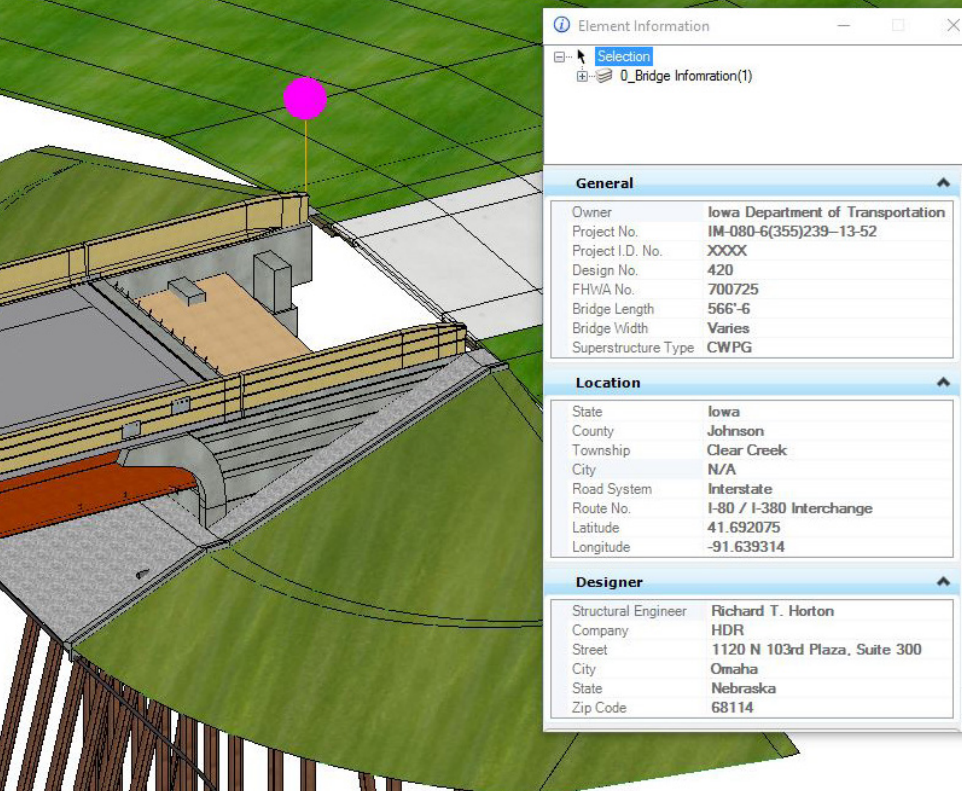 Element Information
Selection
0_Bridge Infomration(1)
General
Owner Iowa Department of Transportation
Project No. IM-080-6(355)239--13-52
Project I.D. No. XXXX
Design No. 420
FHWA No. 700725
Bridge Length 566'-6
Bridge Width Varies
Superstructure Type CWPG
Location
State Iowa
County Johnson
Township Clear Creek
City N/A
Road System Interstate
Route No. I-80 / I-380 Interchange
Latitude 41.692075
Longitude -91.639314
Designer
Structural Engineer Richard T. Horton
Company HDR
Street 1120 N 103rd Plaza, Suite 300
City Omaha
State Nebraska
Zip Code 68114